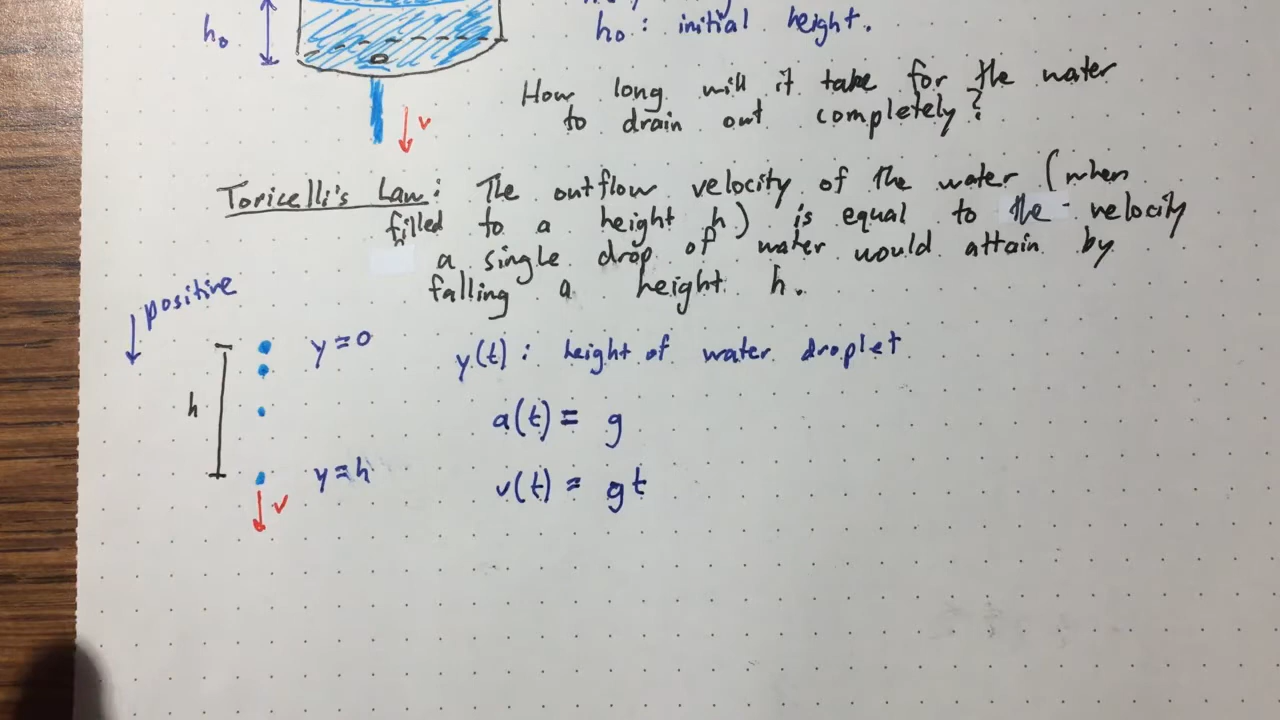 h₀
h₀ : initial height.
How long will it take for the water
to drain out completely?
v
Toricelli's Law: The outflow velocity of the water (when
filled to a height h) is equal to the velocity
a single drop of water would attain by
falling a height h.
positive
y=0
y(t) : height of water droplet
h
a(t) = g
y=h
v(t) = gt
v